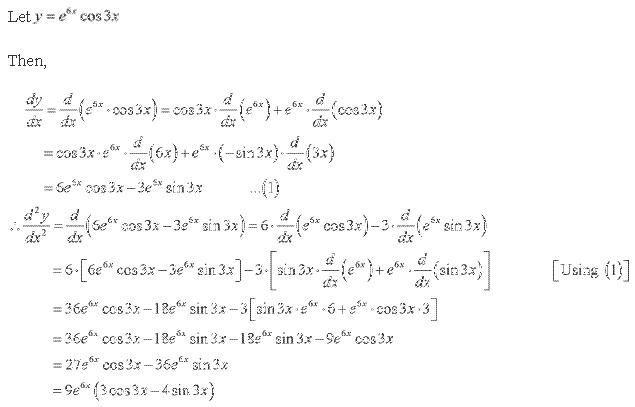 Let y = e^{6x} cos 3x
Then,
dy/dx = d/dx (e^{6x} · cos 3x) = cos 3x · d/dx (e^{6x}) + e^{6x} · d/dx (cos 3x)
= cos 3x · e^{6x} · d/dx (6x) + e^{6x} · (−sin 3x) · d/dx (3x)
= 6e^{6x} cos 3x − 3e^{6x} sin 3x ...(1)
∴ d²y/dx² = d/dx (6e^{6x} cos 3x − 3e^{6x} sin 3x) = 6 · d/dx (e^{6x} cos 3x) − 3 · d/dx (e^{6x} sin 3x)
= 6 · [6e^{6x} cos 3x − 3e^{6x} sin 3x] − 3 · [sin 3x · d/dx (e^{6x}) + e^{6x} · d/dx (sin 3x)] [Using (1)]
= 36e^{6x} cos 3x − 18e^{6x} sin 3x − 3[sin 3x · e^{6x} · 6 + e^{6x} · cos 3x · 3]
= 36e^{6x} cos 3x − 18e^{6x} sin 3x − 18e^{6x} sin 3x − 9e^{6x} cos 3x
= 27e^{6x} cos 3x − 36e^{6x} sin 3x
= 9e^{6x} (3 cos 3x − 4 sin 3x)